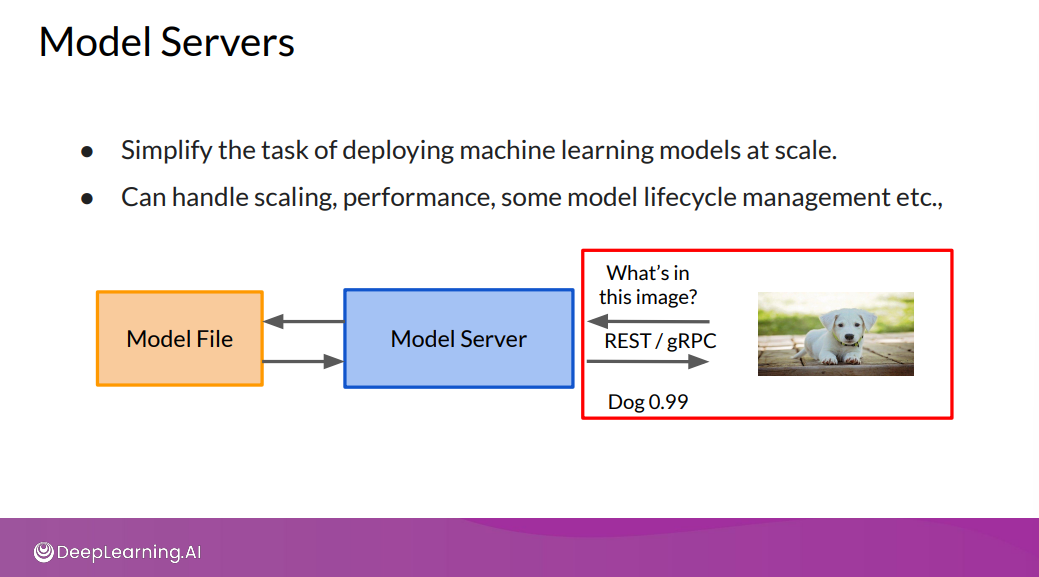 Model Servers
● Simplify the task of deploying machine learning models at scale.
● Can handle scaling, performance, some model lifecycle management etc.,
What's in
this image?
Model File
Model Server
REST / gRPC
Dog 0.99
DeepLearning.AI